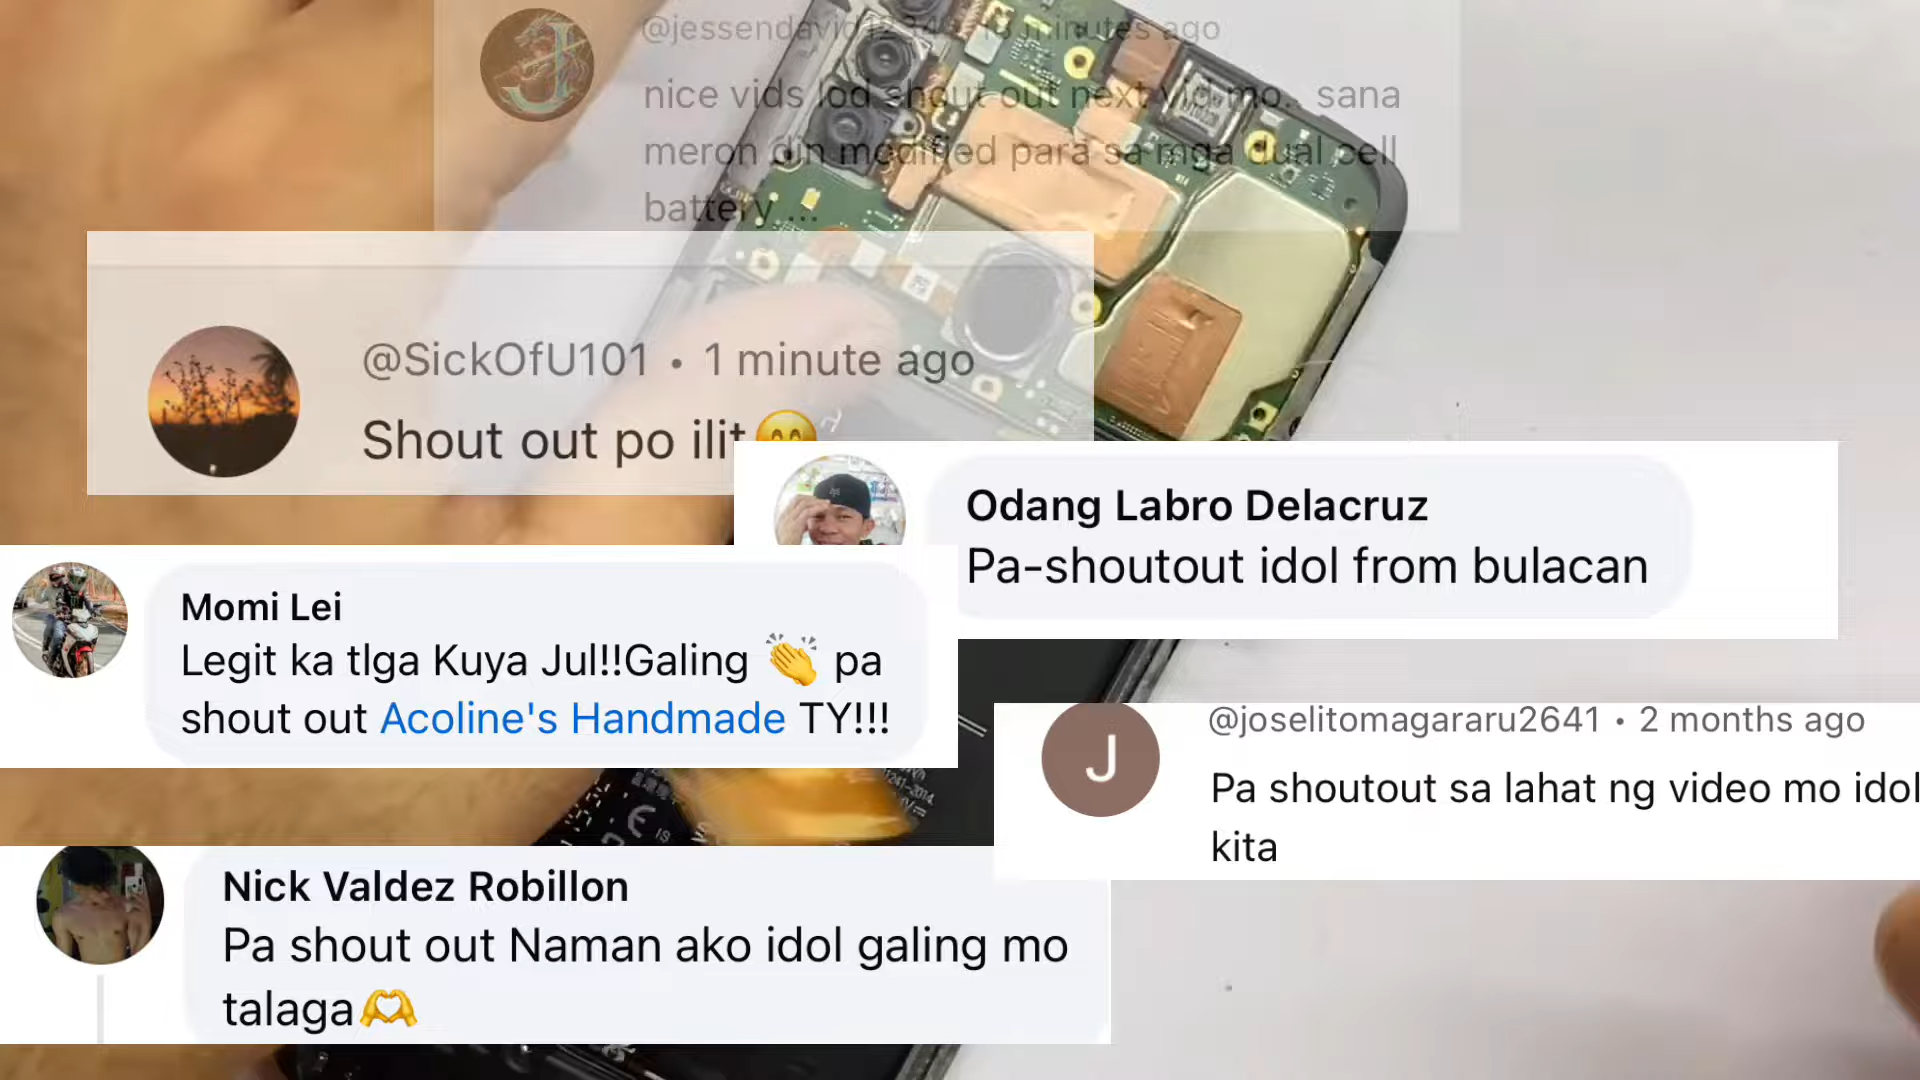 @jessendavid12
minutes ago
nice vids lod shout out next vid mo.. sana
meron din modified para sa mga dual cell
battery ...
@SickOfU101 • 1 minute ago
Shout out po ilit😁
Odang Labro Delacruz
Pa-shoutout idol from bulacan
Momi Lei
Legit ka tlga Kuya Jul!!Galing 👏 pa
shout out Acoline's Handmade TY!!!
@joselitomagararu2641 • 2 months ago
J
Pa shoutout sa lahat ng video mo idol
kita
Nick Valdez Robillon
Pa shout out Naman ako idol galing mo
talaga🫶